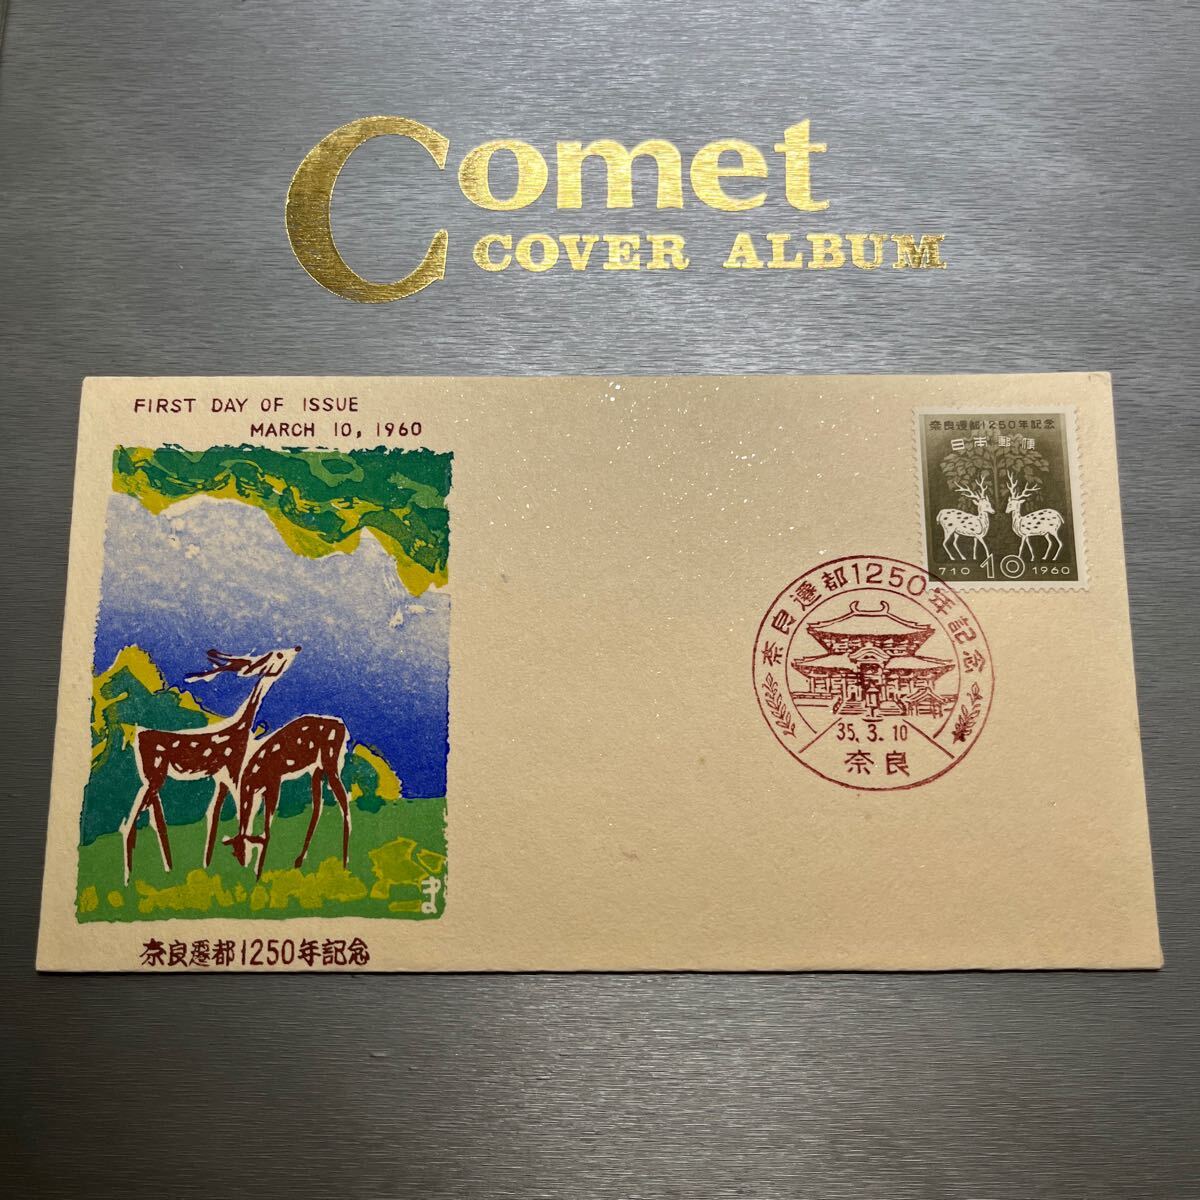 Comet
COVER ALBUM
FIRST DAY OF ISSUE
MARCH 10, 1960
奈良遷都1250年記念
日本郵便
710 10 1960
奈良遷都1250年記念
35.3.10
奈良
ま
奈良遷都1250年記念